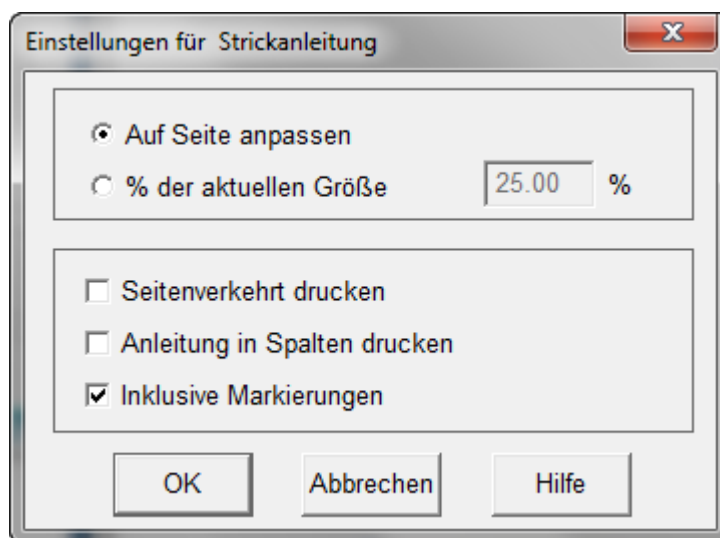 Einstellungen für  Strickanleitung
Auf Seite anpassen
% der aktuellen Größe 25.00 %
Seitenverkehrt drucken
Anleitung in Spalten drucken
Inklusive Markierungen
OK Abbrechen Hilfe